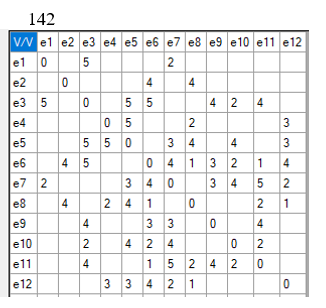 142
V/V e1 e2 e3 e4 e5 e6 e7 e8 e9 e10 e11 e12
e1 0 5 2
e2 0 4 4
e3 5 0 5 5 4 2 4
e4 0 5 2 3
e5 5 5 0 3 4 4 3
e6 4 5 0 4 1 3 2 1 4
e7 2 3 4 0 3 4 5 2
e8 4 2 4 1 0 2 1
e9 4 3 3 0 4
e10 2 4 2 4 0 2
e11 4 1 5 2 4 2 0
e12 3 3 4 2 1 0